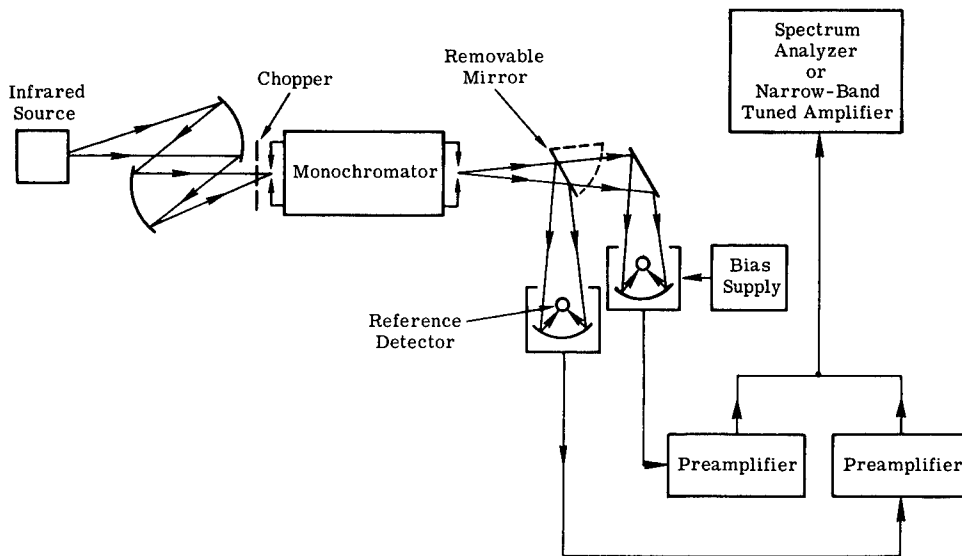 Infrared
Source
Chopper
Monochromator
Removable
Mirror
Spectrum
Analyzer
or
Narrow-Band
Tuned Amplifier
Bias
Supply
Reference
Detector
Preamplifier
Preamplifier